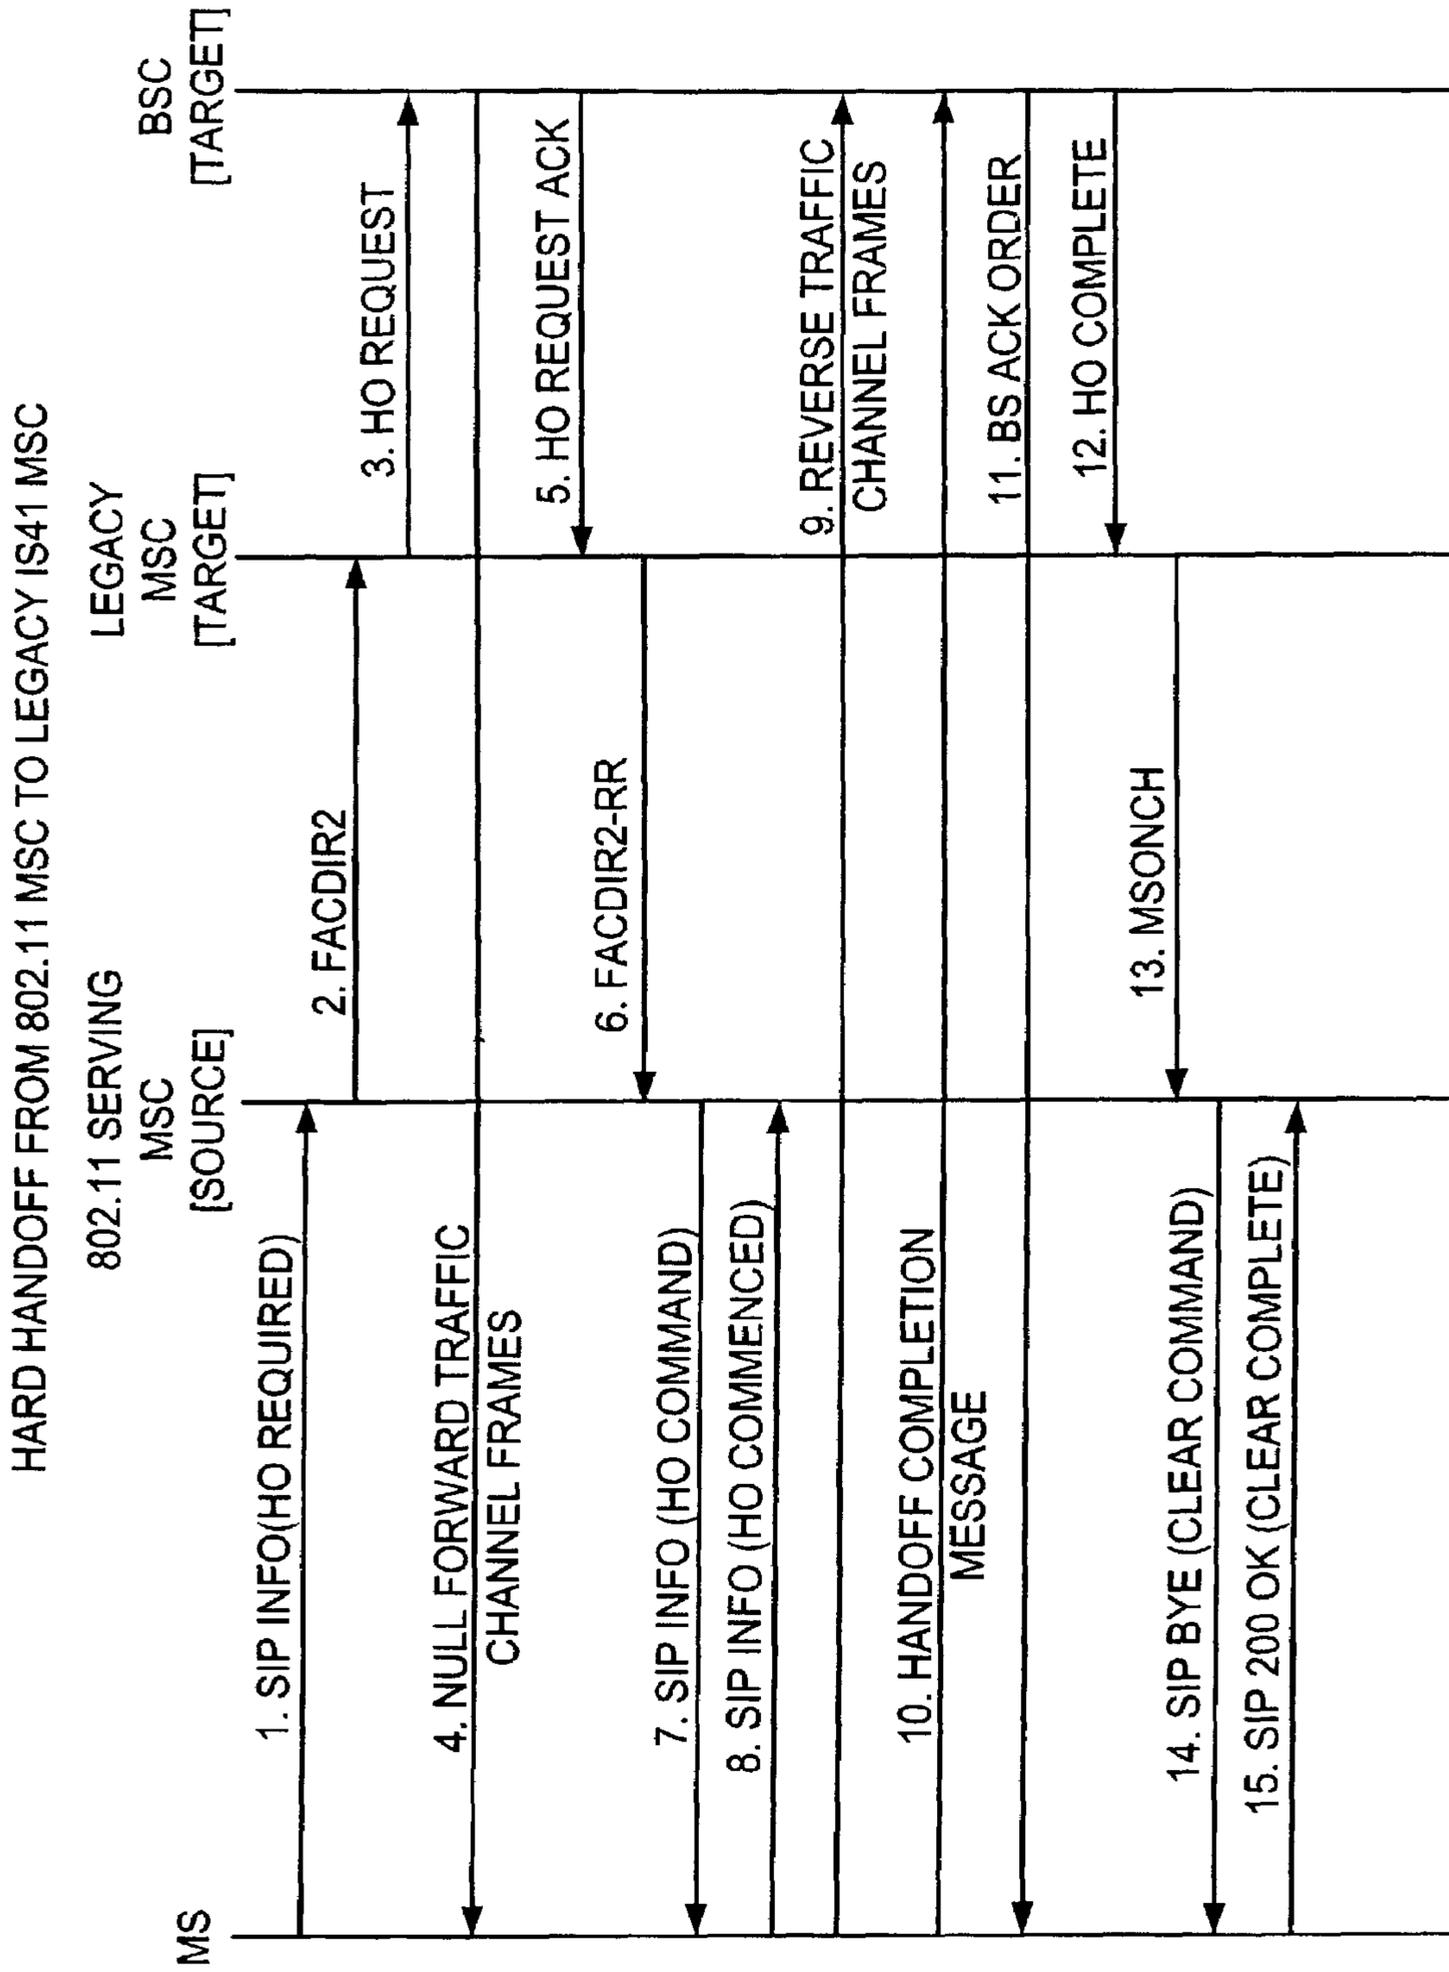 HARD HANDOFF FROM 802.11 MSC TO LEGACY IS41 MSC
MS
802.11 SERVING
MSC
[SOURCE]
LEGACY
MSC
[TARGET]
BSC
[TARGET]
1. SIP INFO(HO REQUIRED)
2. FACDIR2
3. HO REQUEST
4. NULL FORWARD TRAFFIC
CHANNEL FRAMES
5. HO REQUEST ACK
6. FACDIR2-RR
7. SIP INFO (HO COMMAND)
8. SIP INFO (HO COMMENCED)
9. REVERSE TRAFFIC
CHANNEL FRAMES
10. HANDOFF COMPLETION
MESSAGE
11. BS ACK ORDER
12. HO COMPLETE
13. MSONCH
14. SIP BYE (CLEAR COMMAND)
15. SIP 200 OK (CLEAR COMPLETE)